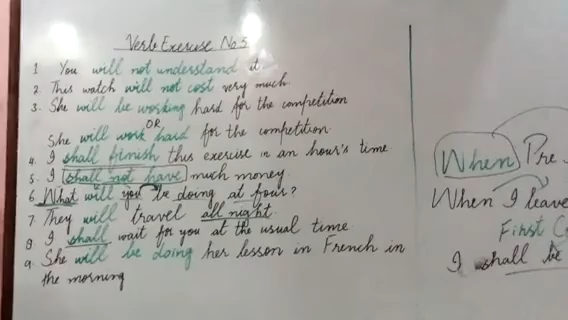 Verb Exercise No 5
1 You will not understand it
2. This watch will not cost very much
3. She will be working hard for the competition
OR
She will work hard for the competition.
4. I shall finish this exercise in an hour's time
5. I shall not have much money
6. What will you be doing at four?
7. They will travel all night.
8. I shall wait for you at the usual time
9. She will be doing her lesson in French in
the morning
When Pre
When I leave
First C
I shall be